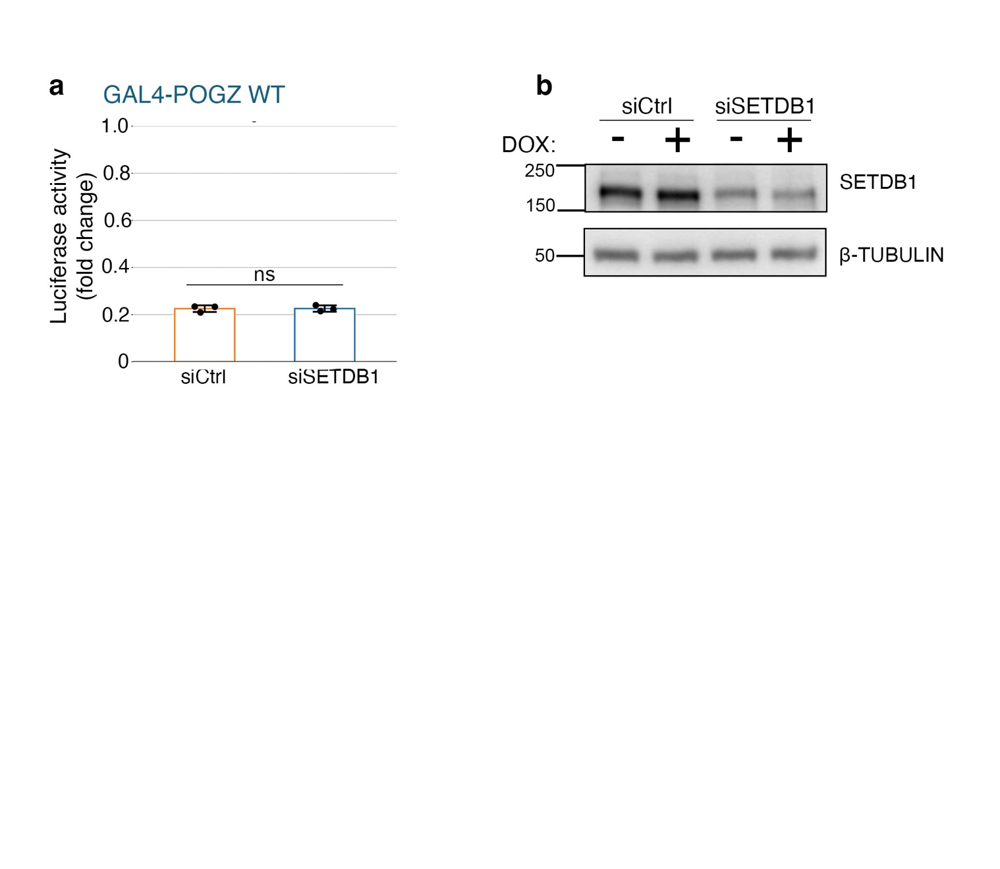 a
GAL4-POGZ WT
Luciferase activity
(fold change)
1.0
0.8
0.6
0.4
0.2
0
ns
siCtrl
siSETDB1
b
siCtrl siSETDB1
DOX: - + - +
250
150
SETDB1
50
β-TUBULIN